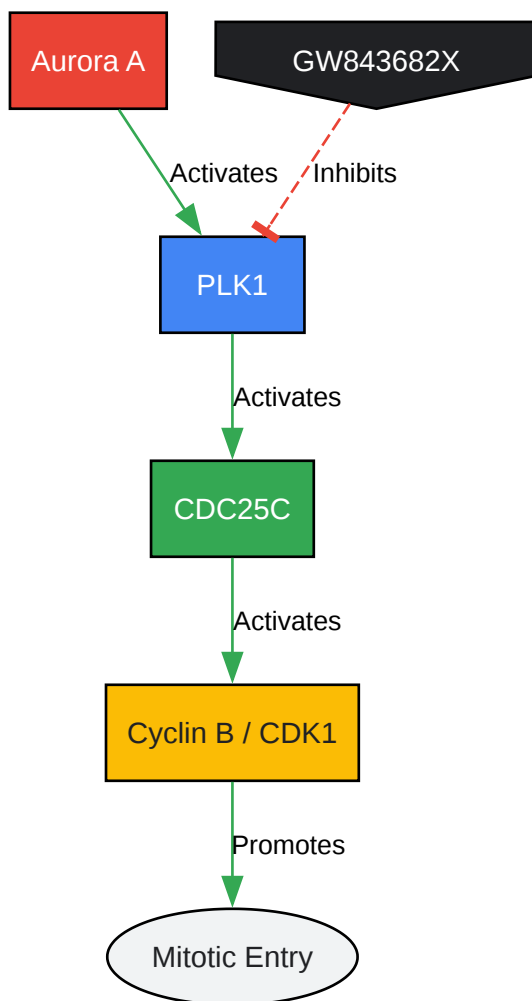 Aurora A
GW843682X
Activates
Inhibits
PLK1
Activates
CDC25C
Activates
Cyclin B / CDK1
Promotes
Mitotic Entry